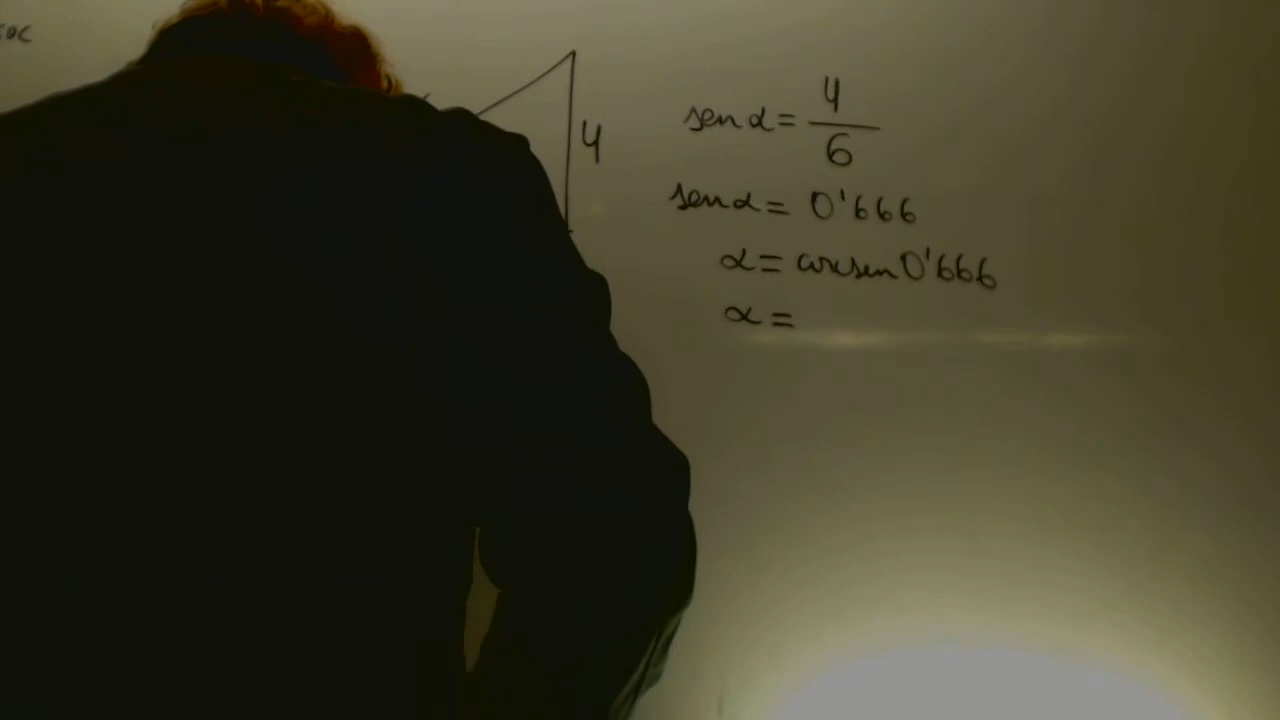 4
sen α = 4/6
sen α = 0'666
α = arcsen 0'666
α =